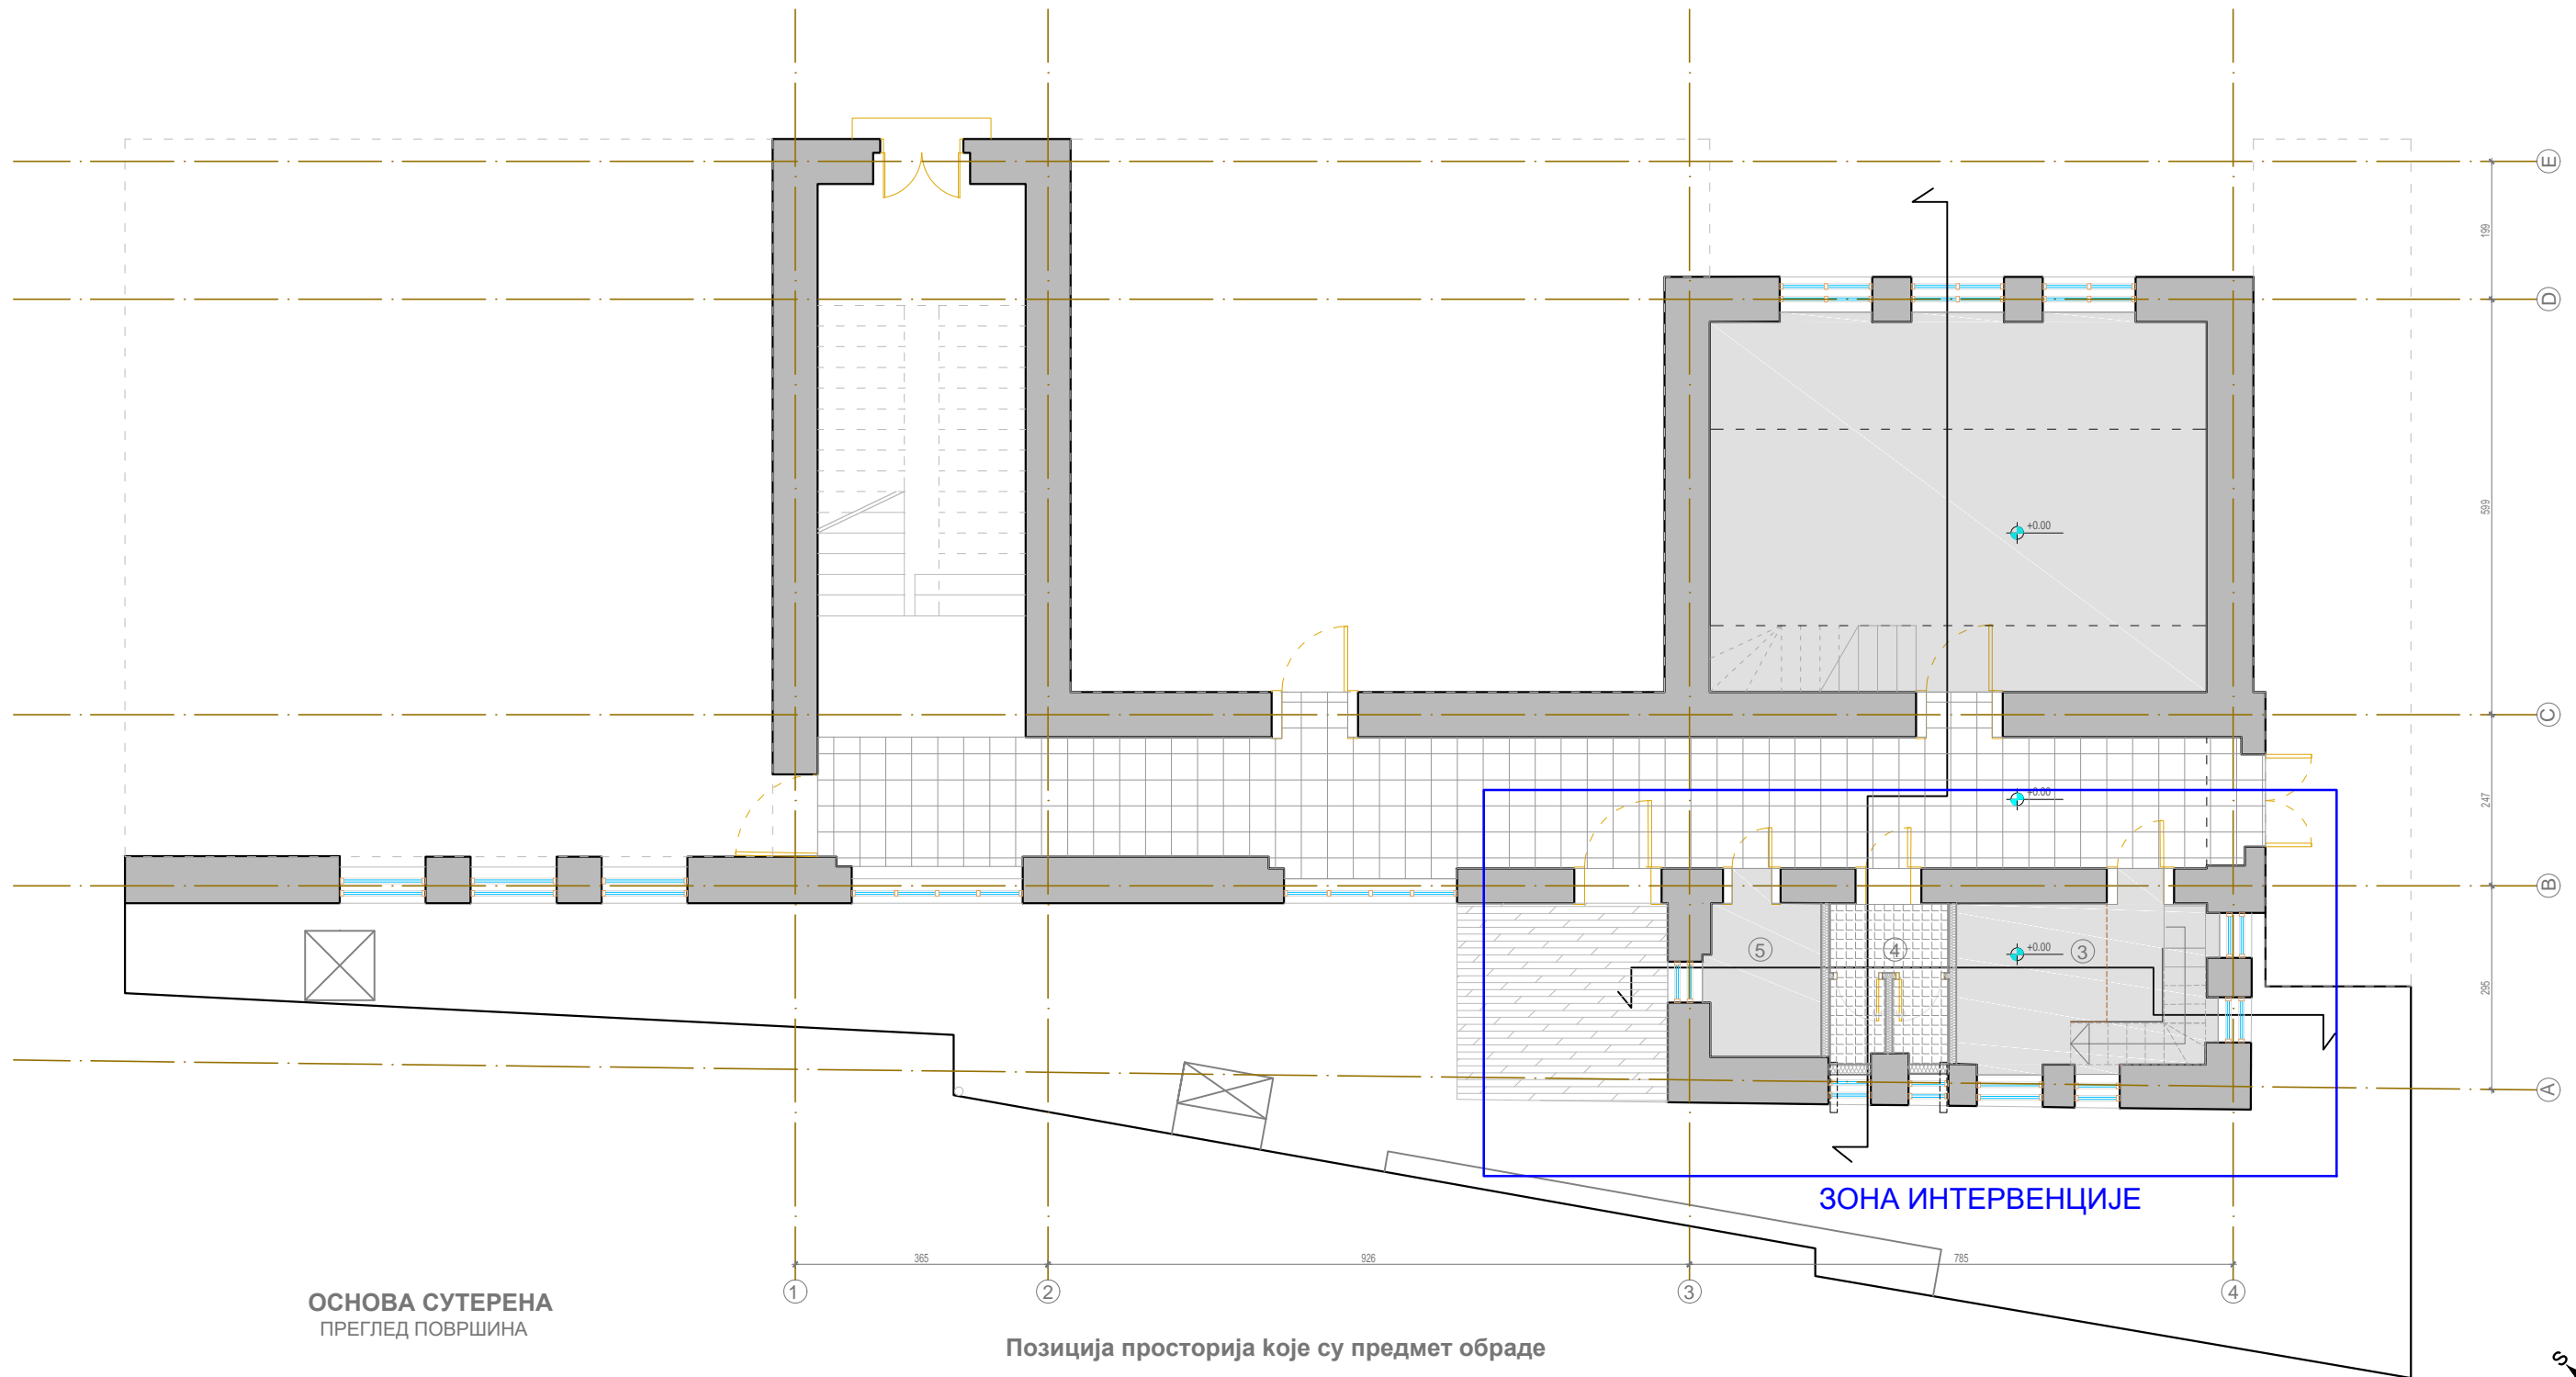 E
199
D
599
+0.00
C
247
+0.00
B
5
4
+0.00
3
295
A
ЗОНА ИНТЕРВЕНЦИЈЕ
365
926
785
1
2
3
4
ОСНОВА СУТЕРЕНА
ПРЕГЛЕД ПОВРШИНА
Позиција просторија које су предмет обраде
S